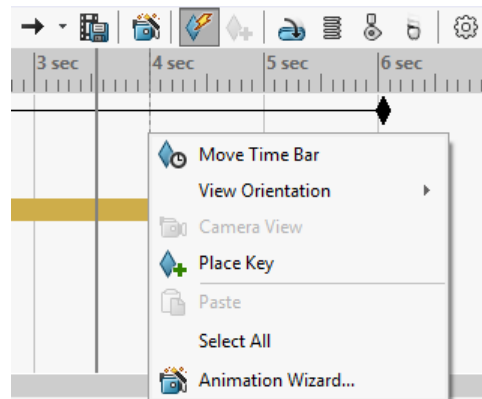 3 sec 4 sec 5 sec 6 sec
Move Time Bar
View Orientation
Camera View
Place Key
Paste
Select All
Animation Wizard...